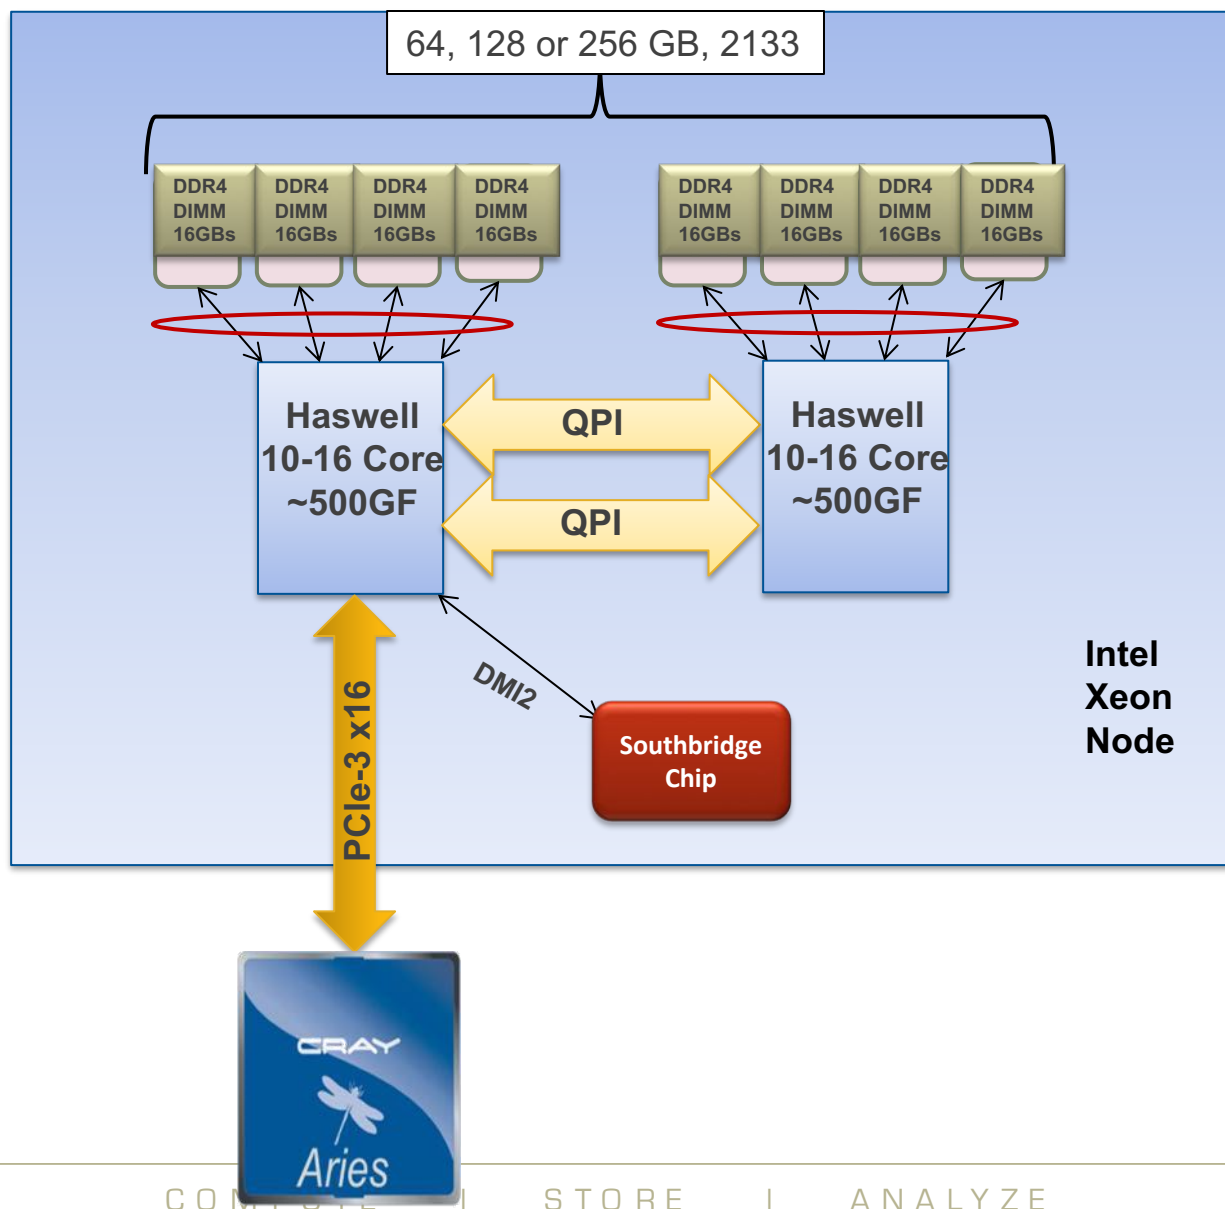 64, 128 or 256 GB, 2133
DDR4 DDR4 DDR4 DDR4 DDR4 DDR4 DDR4 DDR4
DIMM DIMM DIMM DIMM DIMM DIMM DIMM DIMM
16GBs 16GBs 16GBs 16GBs 16GBs 16GBs 16GBs 16GBs
Haswell
10-16 Core
~500GF
QPI
QPI
Haswell
10-16 Core
~500GF
DMI2
PCIe-3 x16
Southbridge
Chip
Intel
Xeon
Node
CRAY
Aries
COMPUTE | STORE | ANALYZE